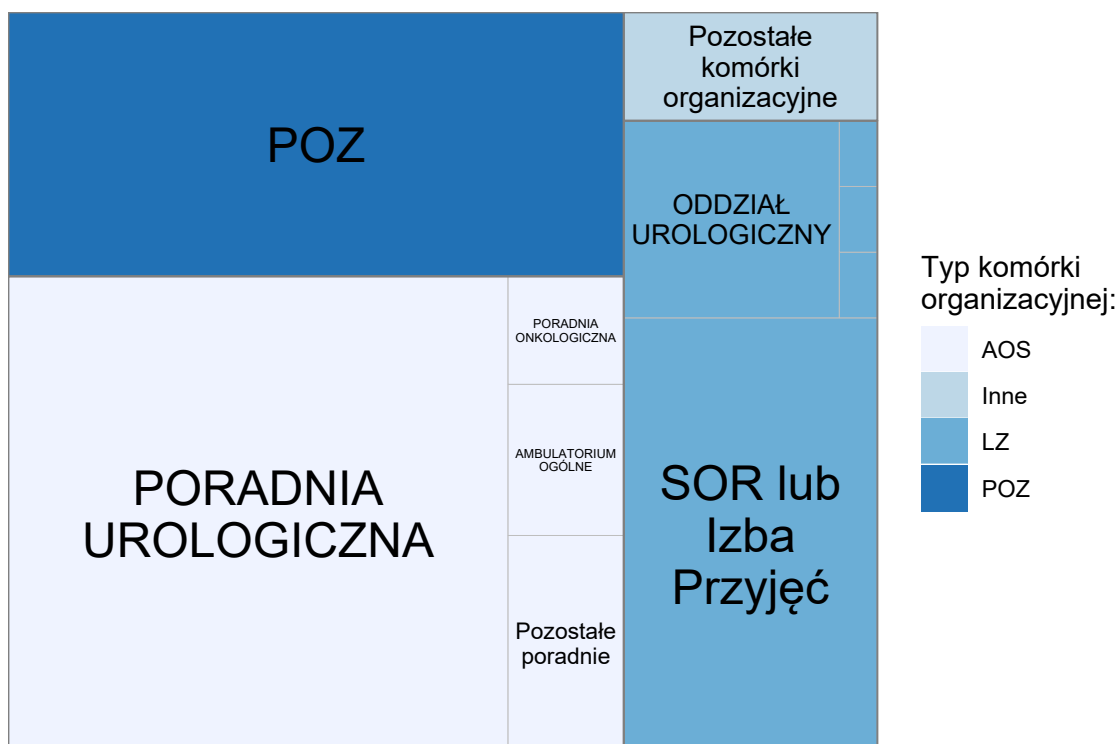 POZ
Pozostałe
komórki
organizacyjne
ODDZIAŁ
UROLOGICZNY
PORADNIA
UROLOGICZNA
PORADNIA
ONKOLOGICZNA
AMBULATORIUM
OGÓLNE
Pozostałe
poradnie
SOR lub
Izba
Przyjęć
Typ komórki
organizacyjnej:
AOS
Inne
LZ
POZ